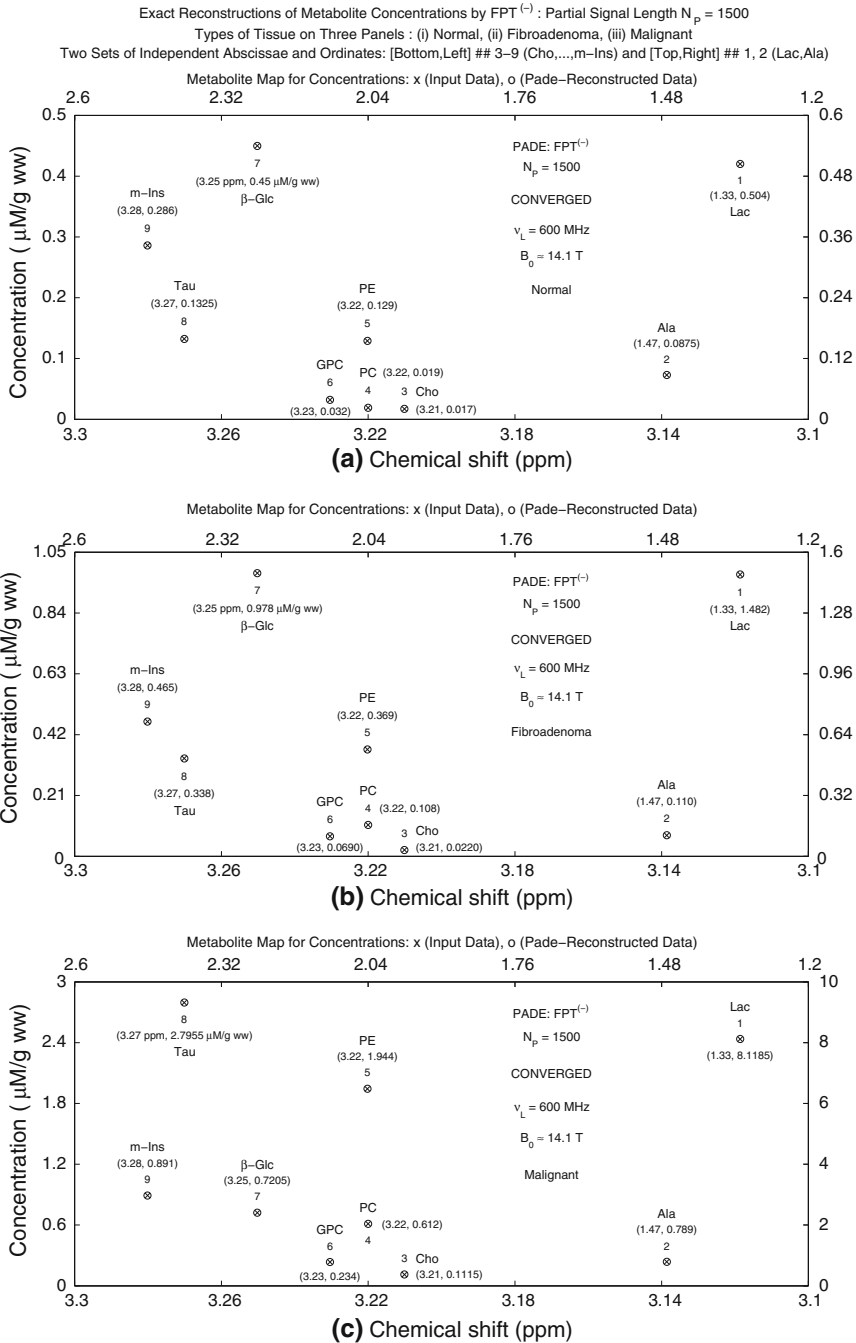 Exact Reconstructions of Metabolite Concentrations by FPT(−) : Partial Signal Length NP = 1500
Types of Tissue on Three Panels : (i) Normal, (ii) Fibroadenoma, (iii) Malignant
Two Sets of Independent Abscissae and Ordinates: [Bottom,Left] ## 3−9 (Cho,...,m−Ins) and [Top,Right] ## 1, 2 (Lac,Ala)
Metabolite Map for Concentrations: x (Input Data), o (Pade−Reconstructed Data)
2.6 2.32 2.04 1.76 1.48 1.2
Concentration ( μM/g ww)
0.5 0.4 0.3 0.2 0.1 0
0.6 0.48 0.36 0.24 0.12 0
7
(3.25 ppm, 0.45 μM/g ww)
β−Glc
m−Ins
(3.28, 0.286)
9
Tau
(3.27, 0.1325)
8
PE
(3.22, 0.129)
5
GPC
6
(3.23, 0.032)
PC
4
(3.22, 0.019)
3 Cho
(3.21, 0.017)
PADE: FPT(−)
NP = 1500
CONVERGED
νL = 600 MHz
B0 ≈ 14.1 T
Normal
1
(1.33, 0.504)
Lac
Ala
(1.47, 0.0875)
2
3.3 3.26 3.22 3.18 3.14 3.1
(a) Chemical shift (ppm)
Metabolite Map for Concentrations: x (Input Data), o (Pade−Reconstructed Data)
2.6 2.32 2.04 1.76 1.48 1.2
Concentration ( μM/g ww)
1.05 0.84 0.63 0.42 0.21 0
1.6 1.28 0.96 0.64 0.32 0
7
(3.25 ppm, 0.978 μM/g ww)
β−Glc
m−Ins
(3.28, 0.465)
9
8
(3.27, 0.338)
Tau
PE
(3.22, 0.369)
5
GPC
6
(3.23, 0.0690)
PC
4 (3.22, 0.108)
3 Cho
(3.21, 0.0220)
PADE: FPT(−)
NP = 1500
CONVERGED
νL = 600 MHz
B0 ≈ 14.1 T
Fibroadenoma
1
(1.33, 1.482)
Lac
Ala
(1.47, 0.110)
2
3.3 3.26 3.22 3.18 3.14 3.1
(b) Chemical shift (ppm)
Metabolite Map for Concentrations: x (Input Data), o (Pade−Reconstructed Data)
2.6 2.32 2.04 1.76 1.48 1.2
Concentration ( μM/g ww)
3 2.4 1.8 1.2 0.6 0
10 8 6 4 2 0
8
(3.27 ppm, 2.7955 μM/g ww)
Tau
PE
(3.22, 1.944)
5
m−Ins
(3.28, 0.891)
9
β−Glc
(3.25, 0.7205)
7
GPC
6
(3.23, 0.234)
PC
(3.22, 0.612)
4
3 Cho
(3.21, 0.1115)
PADE: FPT(−)
NP = 1500
CONVERGED
νL = 600 MHz
B0 ≈ 14.1 T
Malignant
Lac
1
(1.33, 8.1185)
Ala
(1.47, 0.789)
2
3.3 3.26 3.22 3.18 3.14 3.1
(c) Chemical shift (ppm)